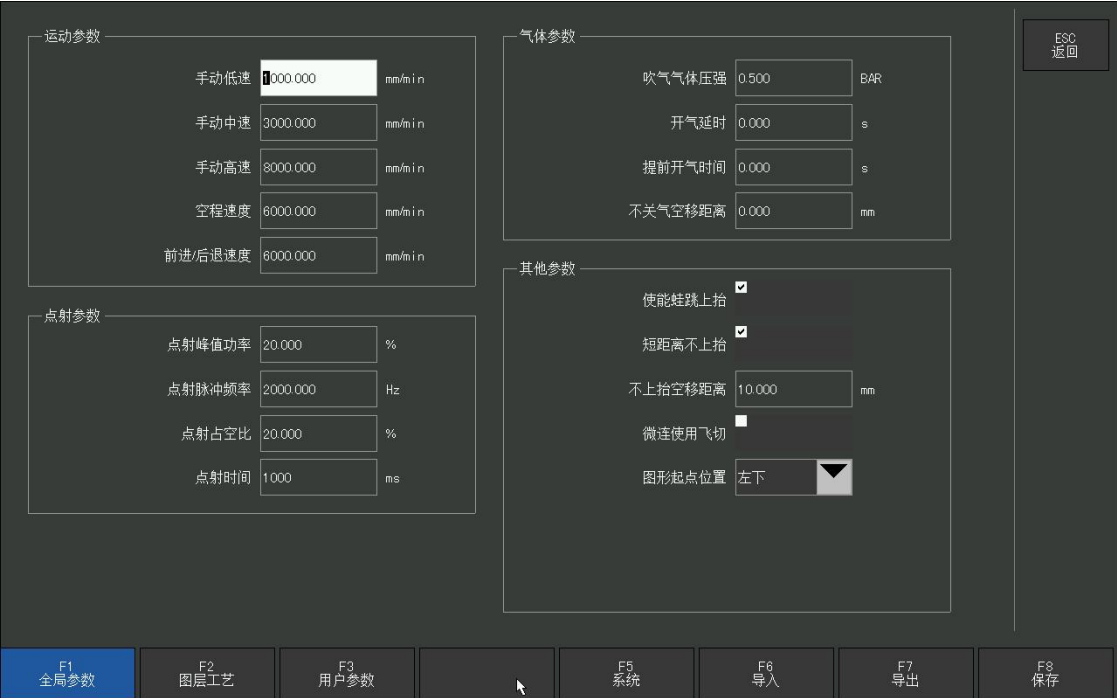 运动参数
手动低速 1000.000 mm/min
手动中速 3000.000 mm/min
手动高速 8000.000 mm/min
空程速度 6000.000 mm/min
前进/后退速度 6000.000 mm/min
点射参数
点射峰值功率 20.000 %
点射脉冲频率 2000.000 Hz
点射占空比 20.000 %
点射时间 1000 ms
气体参数
吹气气体压强 0.500 BAR
开气延时 0.000 s
提前开气时间 0.000 s
不关气空移距离 0.000 mm
其他参数
使能蛙跳上抬
短距离不上抬
不上抬空移距离 10.000 mm
微连使用飞切
图形起点位置 左下
ESC
返回
F1
全局参数
F2
图层工艺
F3
用户参数
F5
系统
F6
导入
F7
导出
F8
保存